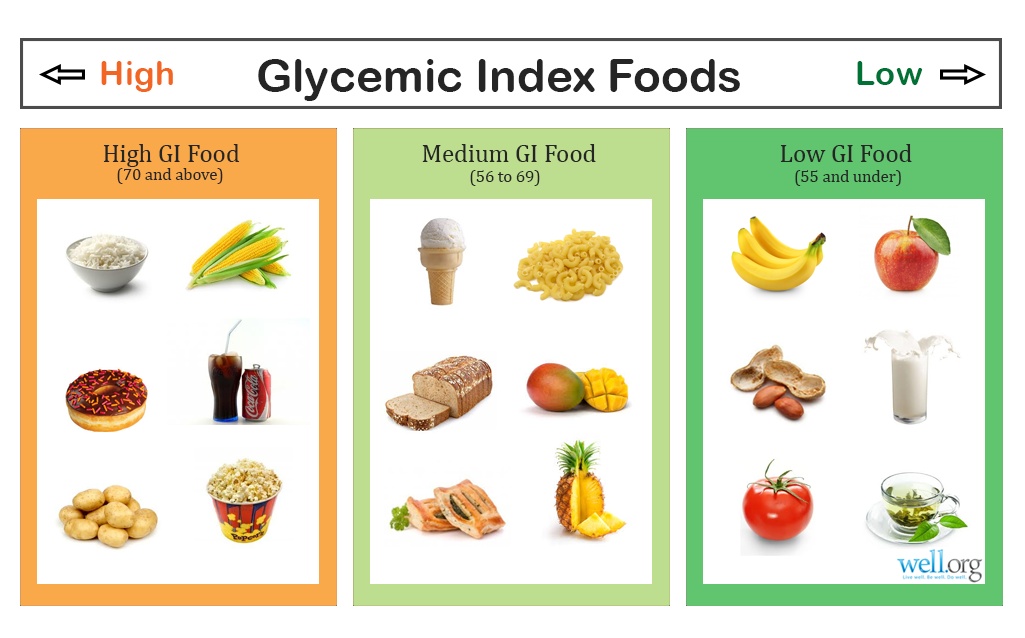 High
Glycemic Index Foods
Low
High GI Food
(70 and above)
Medium GI Food
(56 to 69)
Low GI Food
(55 and under)
Coca-Cola
POPCORN
well.org
Live well. Be well. Do well.